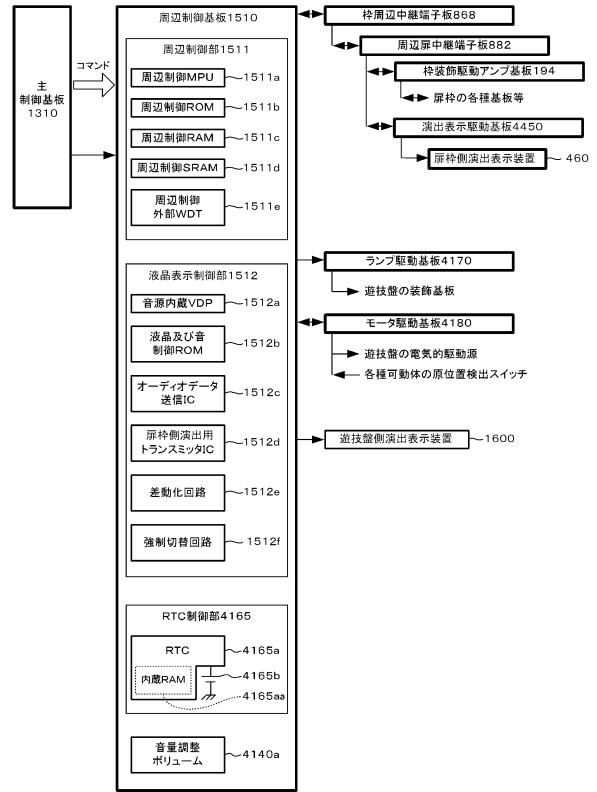 主
制御基板
1310
コマンド
周辺制御基板1510
周辺制御部1511
周辺制御MPU
1511a
周辺制御ROM
1511b
周辺制御RAM
1511c
周辺制御SRAM
1511d
周辺制御
外部WDT
1511e
液晶表示制御部1512
音源内蔵VDP
1512a
液晶及び音
制御ROM
1512b
オーディオデータ
送信IC
1512c
扉枠側演出用
トランスミッタIC
1512d
差動化回路
1512e
強制切替回路
1512f
RTC制御部4165
RTC
4165a
内蔵RAM
4165b
4165aa
音量調整
ボリューム
4140a
枠周辺中継端子板868
周辺扉中継端子板882
枠装飾駆動アンプ基板194
扉枠の各種基板等
演出表示駆動基板4450
扉枠側演出表示装置
460
ランプ駆動基板4170
遊技盤の装飾基板
モータ駆動基板4180
遊技盤の電気的駆動源
各種可動体の原位置検出スイッチ
遊技盤側演出表示装置
1600